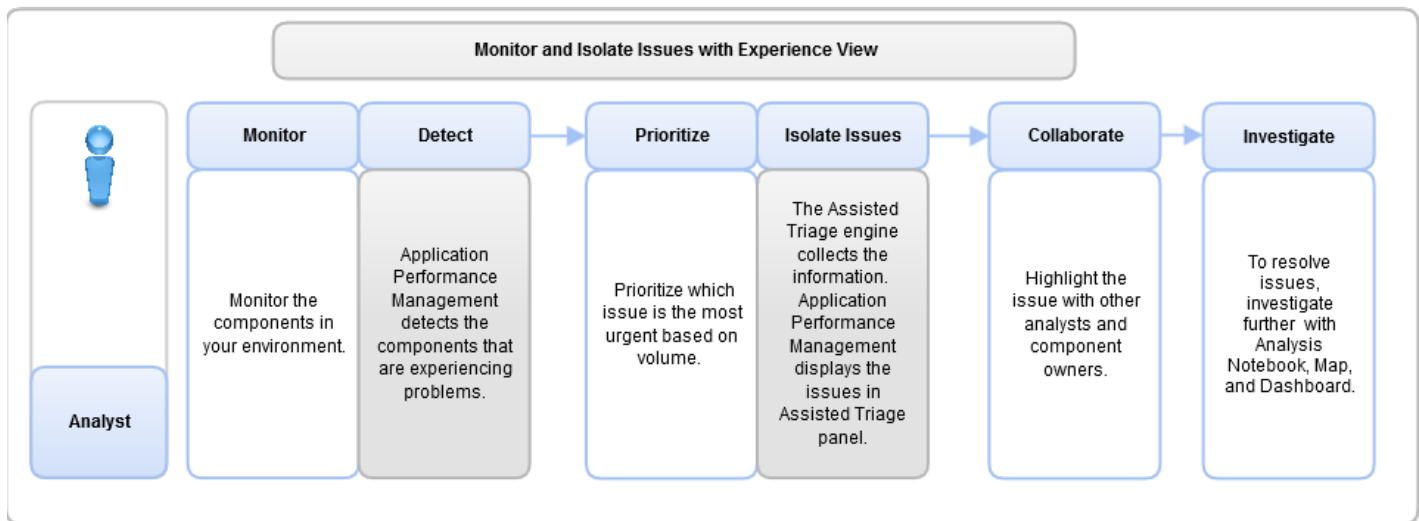 Monitor and Isolate Issues with Experience View
Analyst
Monitor
Monitor the
components in
your environment.
Detect
Application
Performance
Management
detects the
components that
are experiencing
problems.
Prioritize
Prioritize which
issue is the most
urgent based on
volume.
Isolate Issues
The Assisted
Triage engine
collects the
information.
Application
Performance
Management
displays the
issues in
Assisted Triage
panel.
Collaborate
Highlight the
issue with other
analysts and
component
owners.
Investigate
To resolve
issues,
investigate
further with
Analysis
Notebook, Map,
and Dashboard.